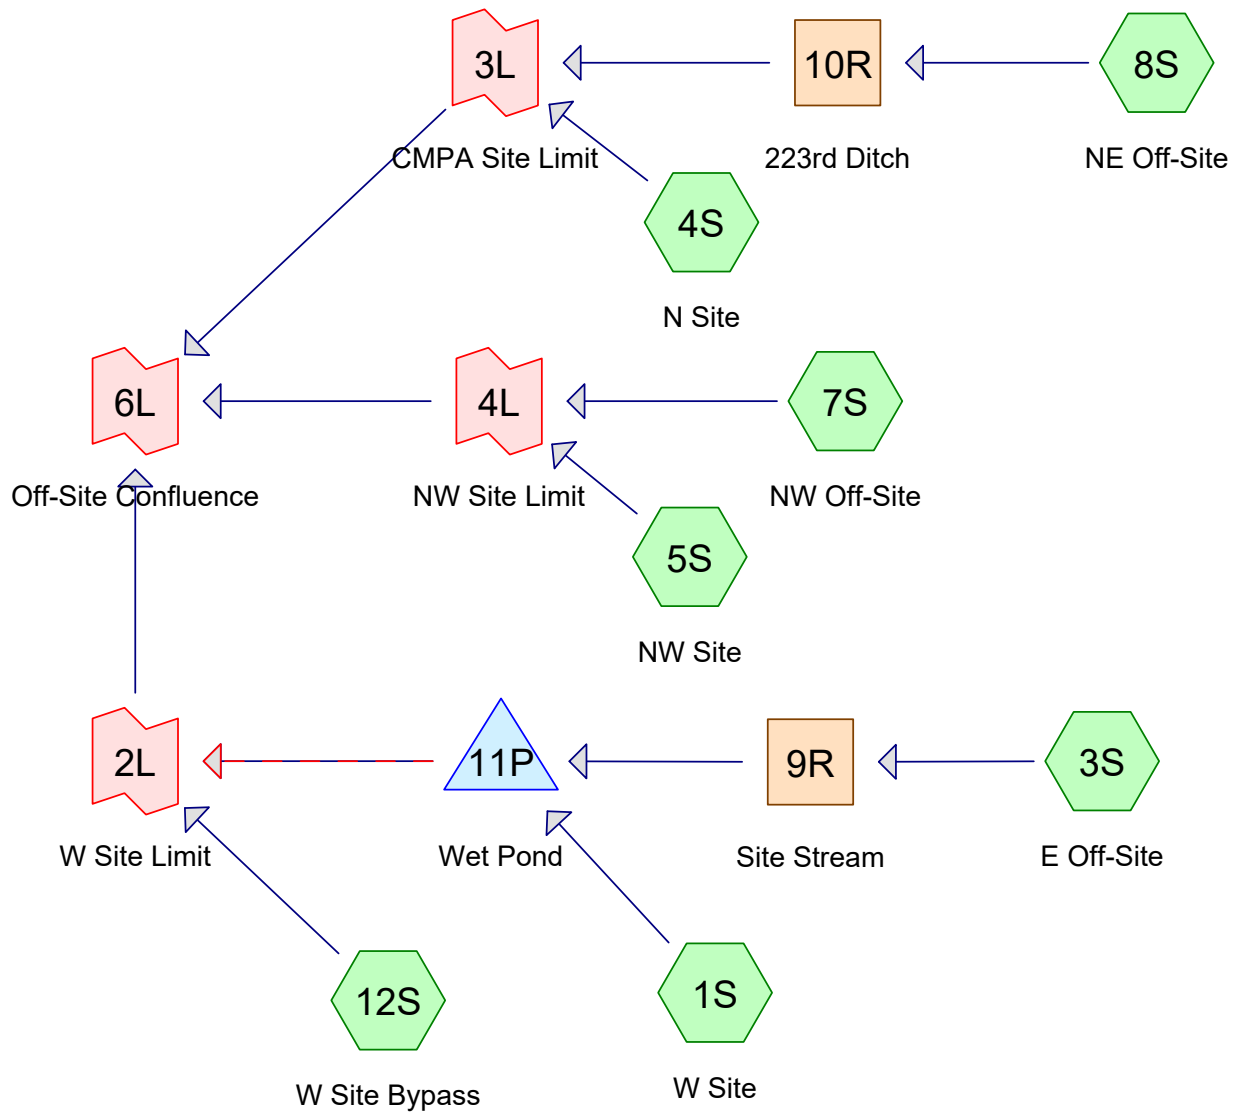 3L
10R
8S
CMPA Site Limit
223rd Ditch
NE Off-Site
4S
N Site
6L
4L
7S
Off-Site Confluence
NW Site Limit
NW Off-Site
5S
NW Site
2L
11P
9R
3S
W Site Limit
Wet Pond
Site Stream
E Off-Site
12S
1S
W Site Bypass
W Site